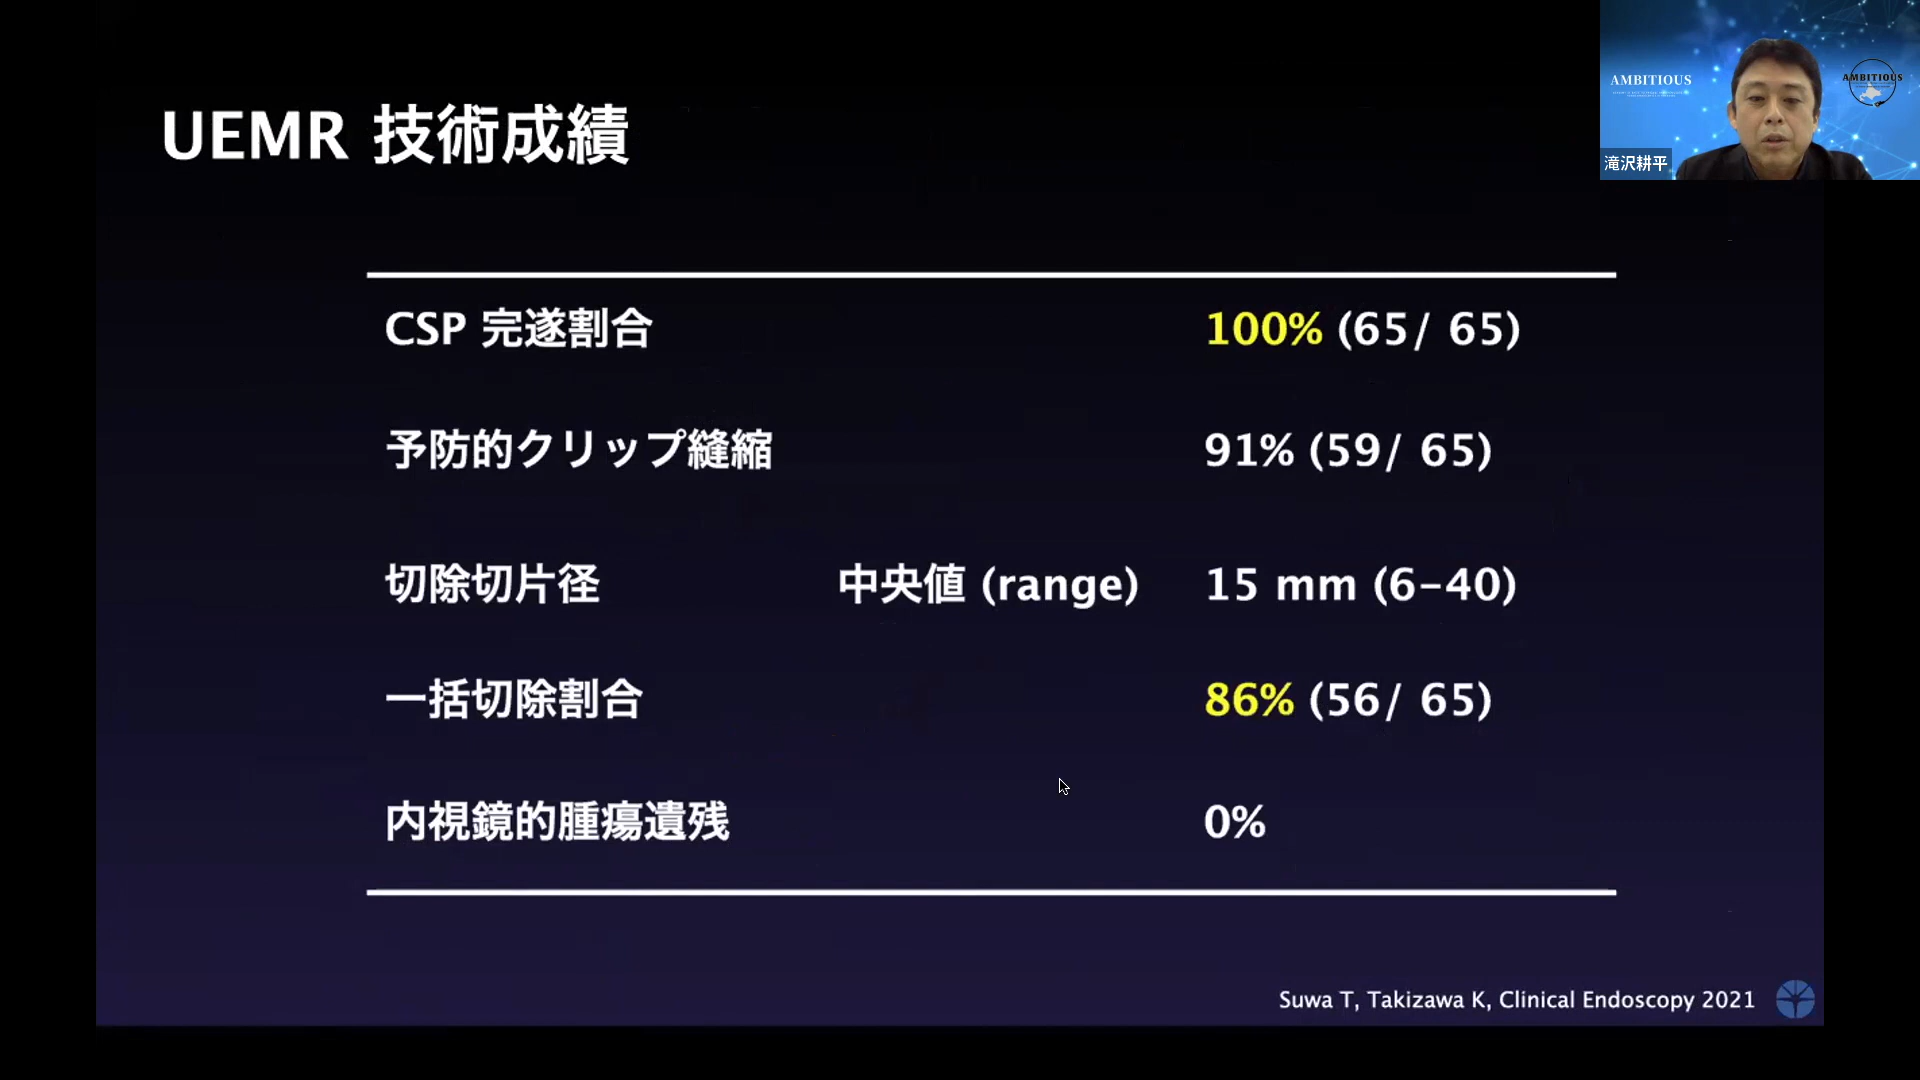 UEMR 技術成績
AMBITIOUS
AMBITIOUS
滝沢耕平
CSP 完遂割合 100% (65/ 65)
予防的クリップ縫縮 91% (59/ 65)
切除切片径 中央値 (range) 15 mm (6-40)
一括切除割合 86% (56/ 65)
内視鏡的腫瘍遺残 0%
Suwa T, Takizawa K, Clinical Endoscopy 2021